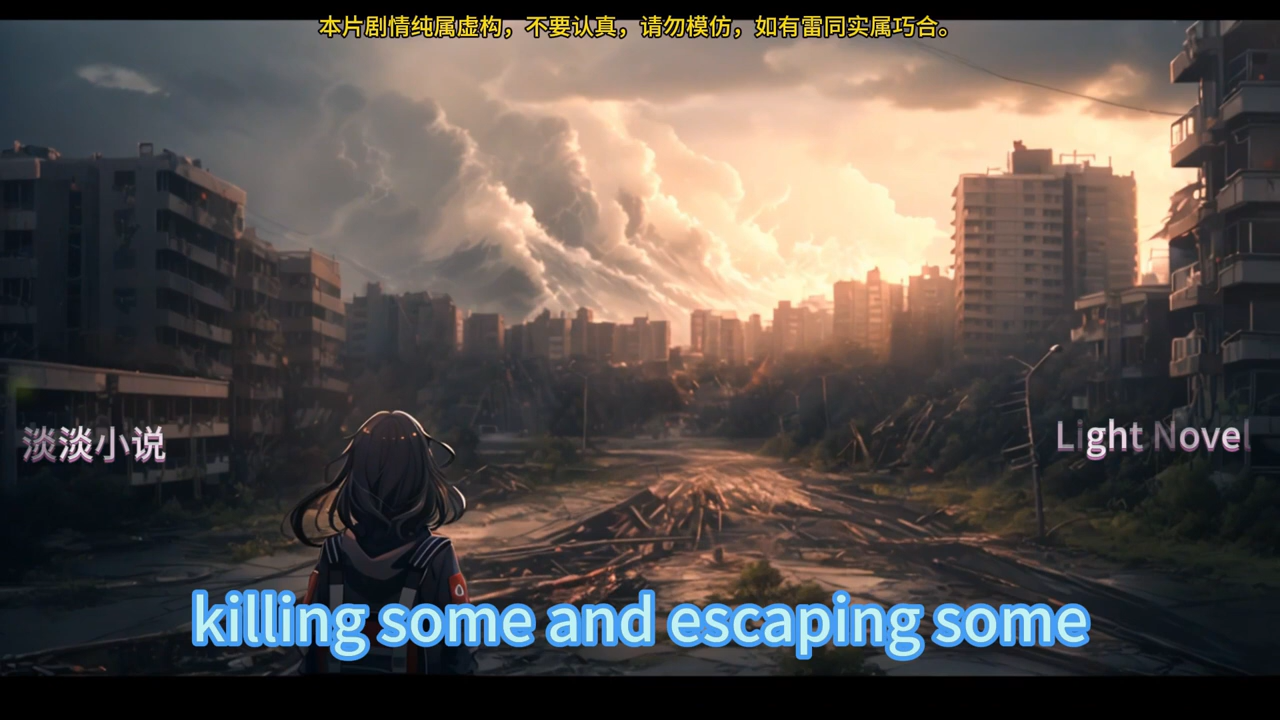 本片剧情纯属虚构，不要认真，请勿模仿，如有雷同实属巧合。
淡淡小说
Light Novel
killing some and escaping some